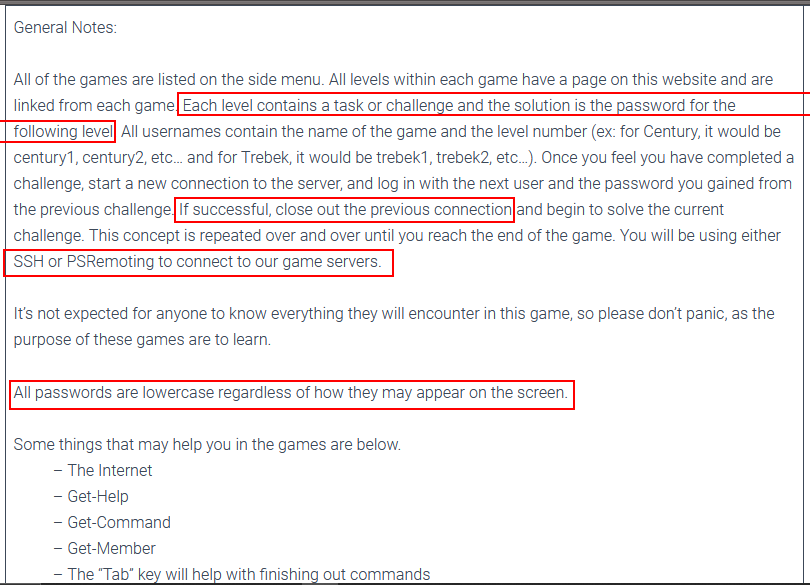 General Notes:
All of the games are listed on the side menu. All levels within each game have a page on this website and are
linked from each game. Each level contains a task or challenge and the solution is the password for the
following level. All usernames contain the name of the game and the level number (ex: for Century, it would be
century1, century2, etc… and for Trebek, it would be trebek1, trebek2, etc…). Once you feel you have completed a
challenge, start a new connection to the server, and log in with the next user and the password you gained from
the previous challenge. If successful, close out the previous connection and begin to solve the current
challenge. This concept is repeated over and over until you reach the end of the game. You will be using either
SSH or PSRemoting to connect to our game servers.
It’s not expected for anyone to know everything they will encounter in this game, so please don’t panic, as the
purpose of these games are to learn.
All passwords are lowercase regardless of how they may appear on the screen.
Some things that may help you in the games are below.
– The Internet
– Get-Help
– Get-Command
– Get-Member
– The “Tab” key will help with finishing out commands